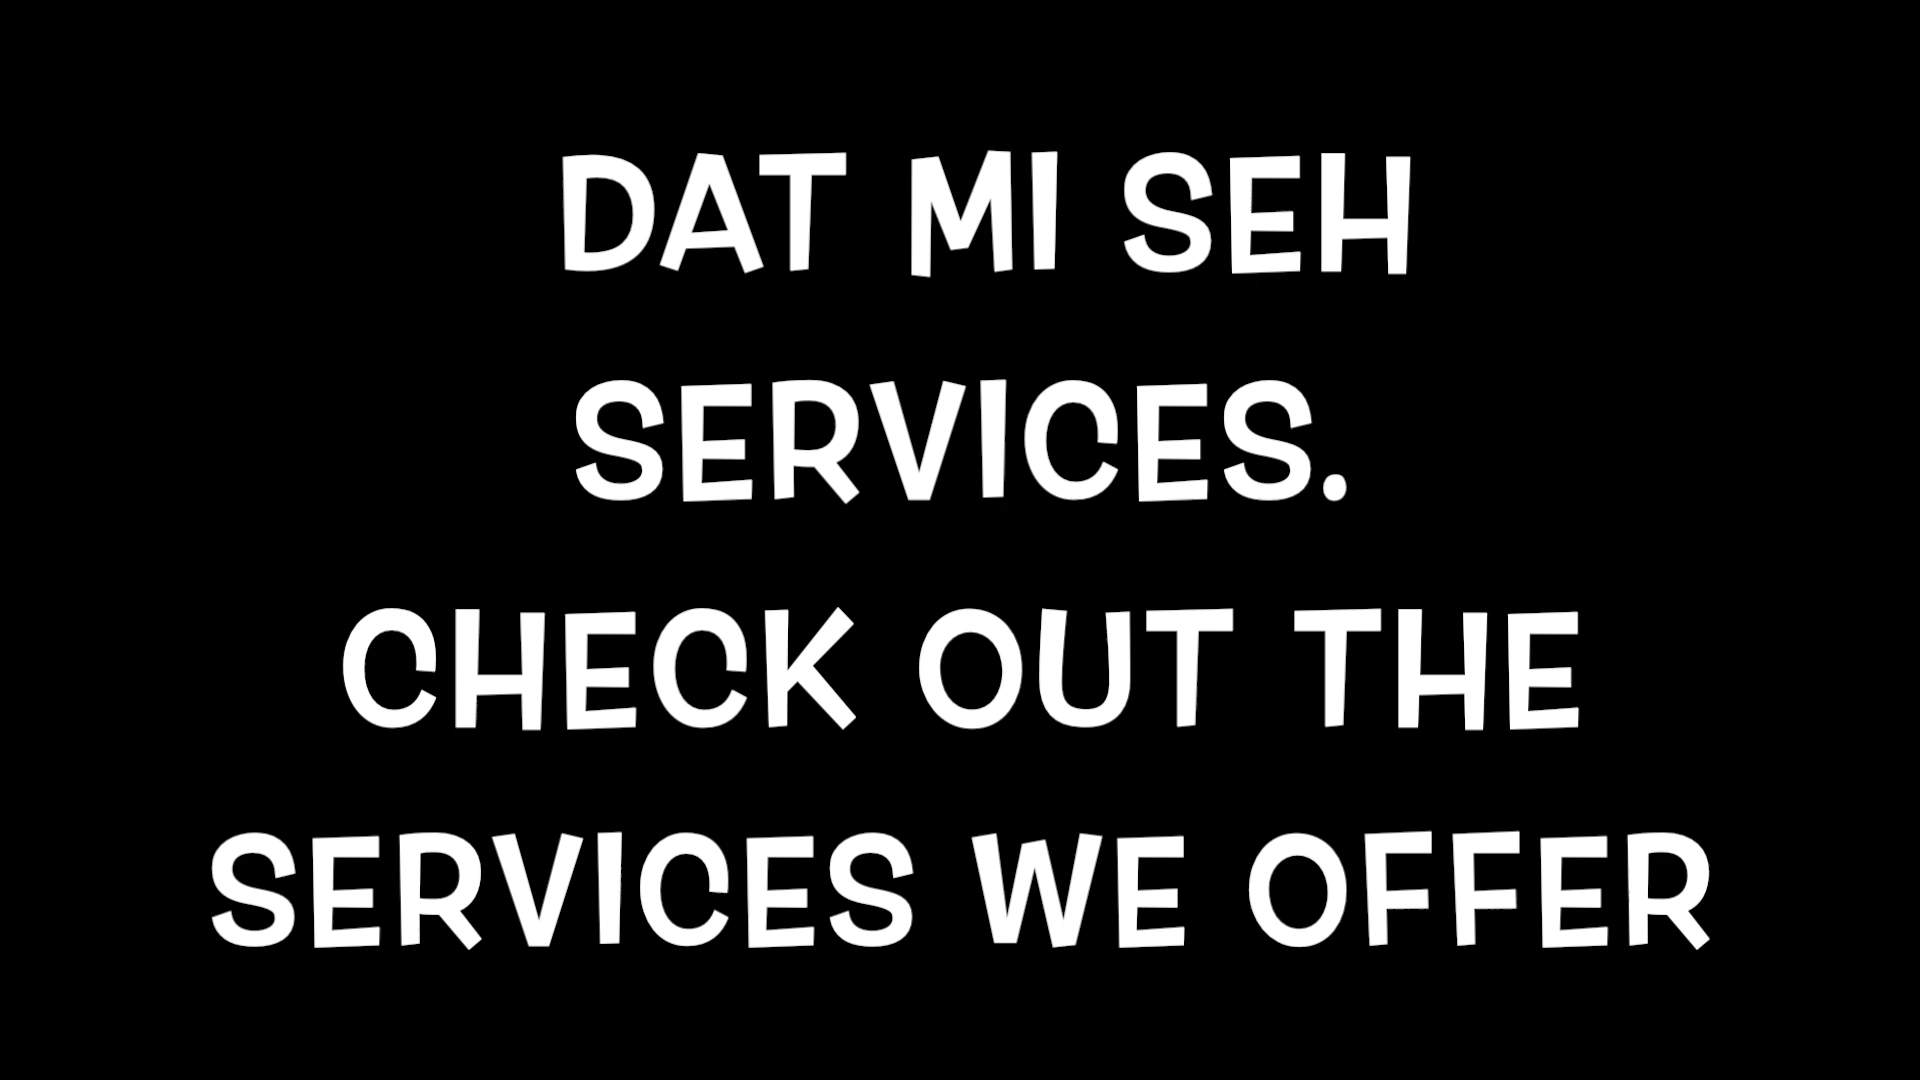 DAT MI SEH
SERVICES.
CHECK OUT THE
SERVICES WE OFFER